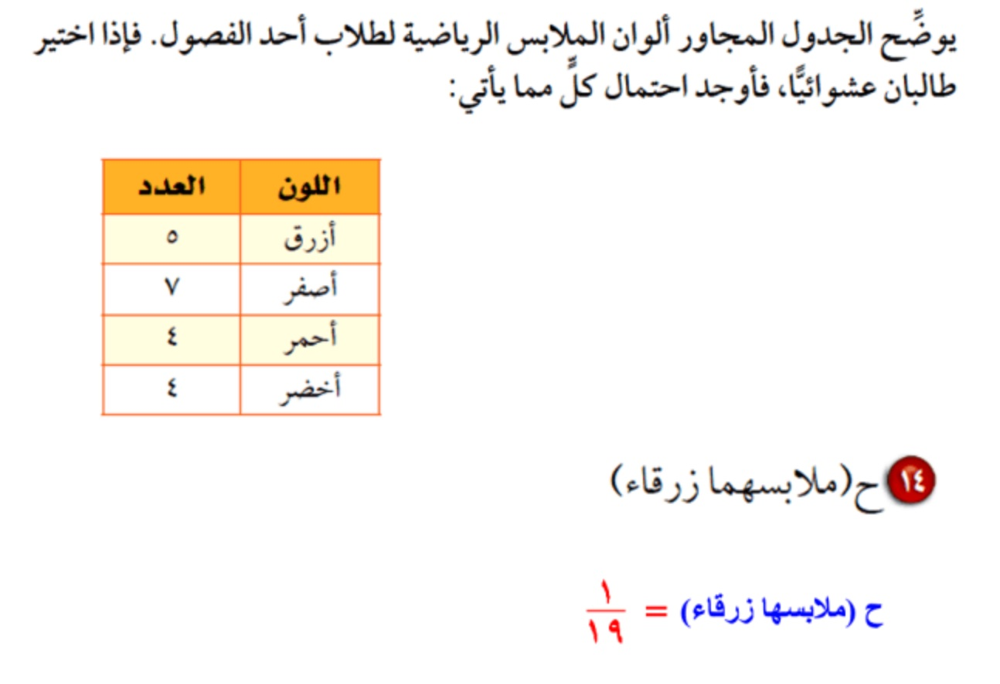 يوضِّح الجدول المجاور ألوان الملابس الرياضية لطلاب أحد الفصول. فإذا اختير
طالبان عشوائيًّا، فأوجد احتمال كلٍّ مما يأتي:
اللون العدد
أزرق ٥
أصفر ٧
أحمر ٤
أخضر ٤
١٤ ح(ملابسهما زرقاء)
ح (ملابسها زرقاء) = ١/١٩